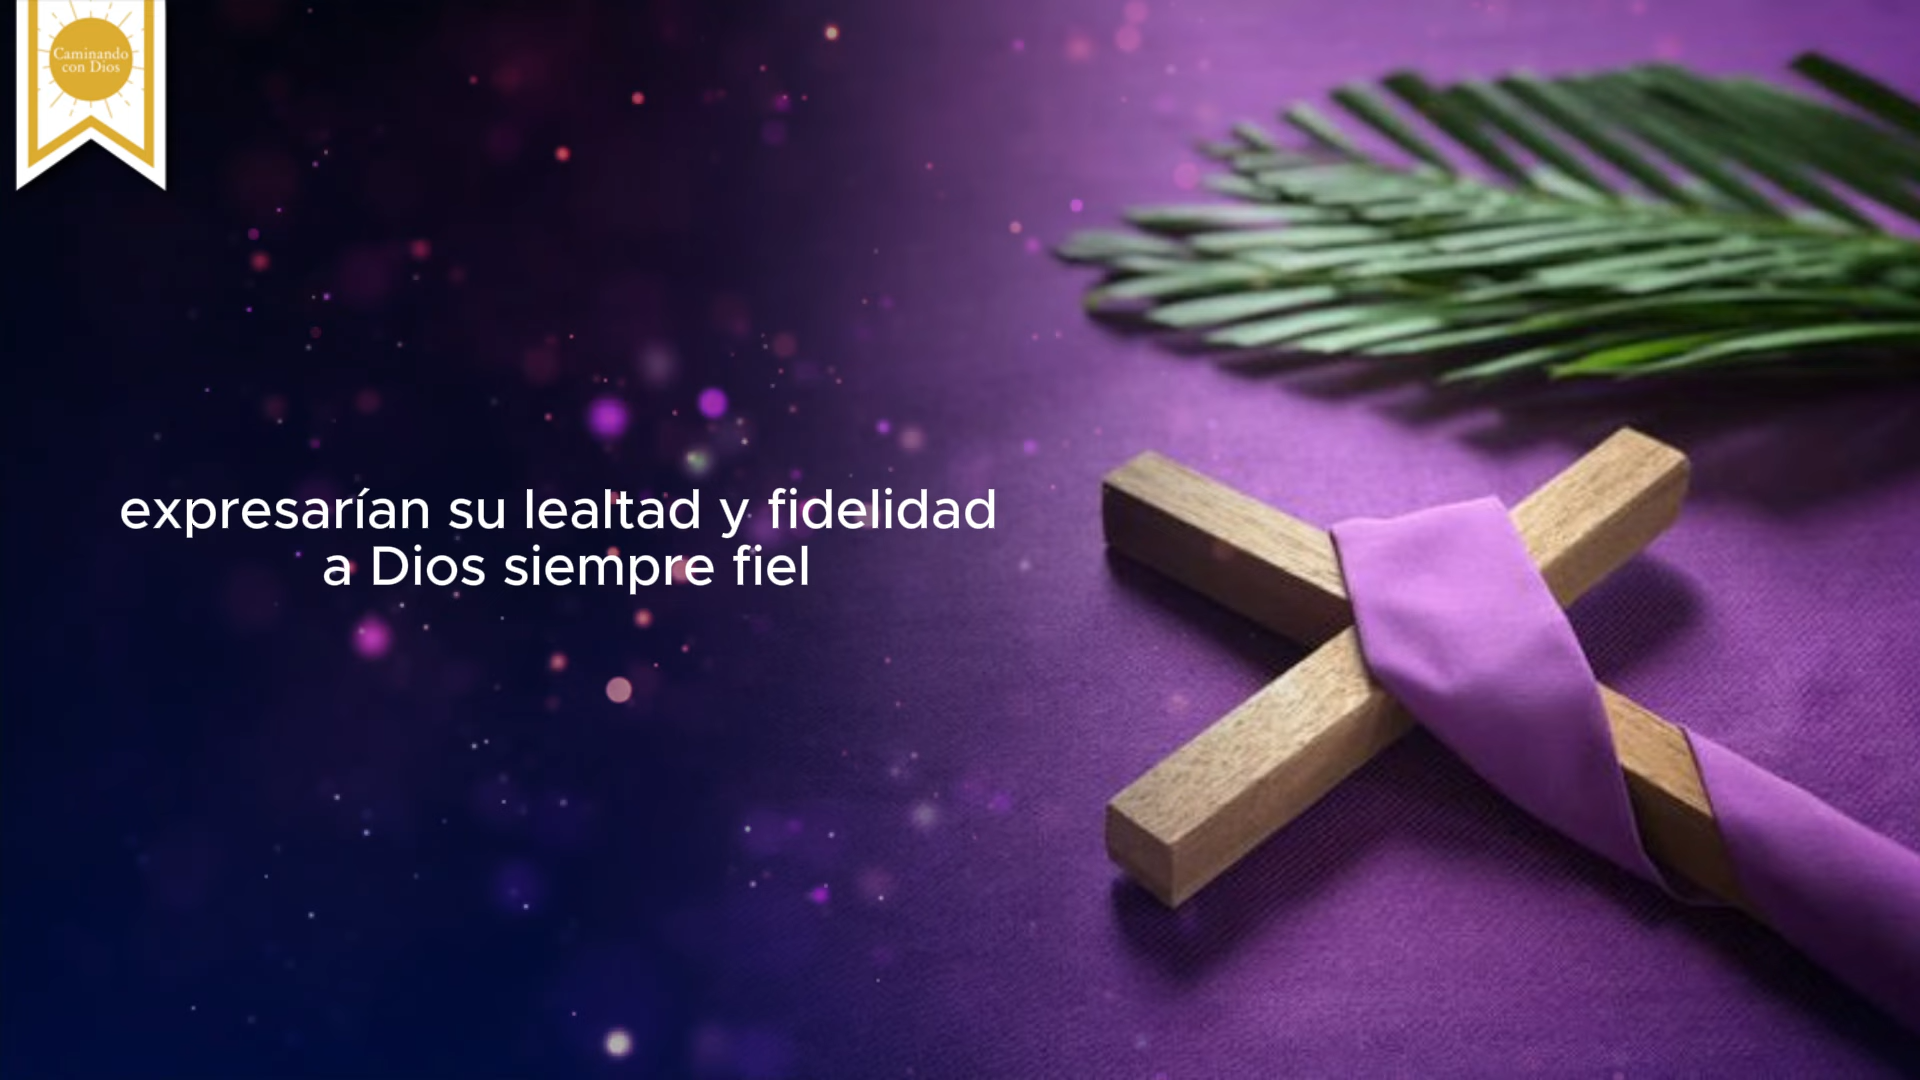 Caminando
con Dios
expresarían su lealtad y fidelidad
a Dios siempre fiel